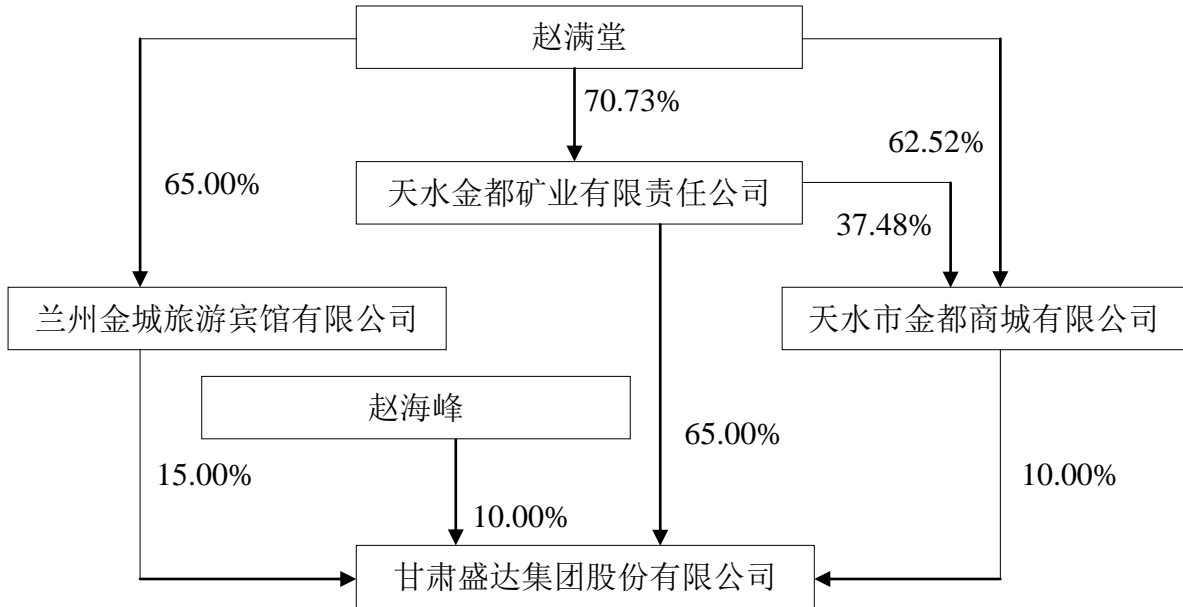 赵满堂
70.73%
62.52%
65.00%
天水金都矿业有限责任公司
37.48%
兰州金城旅游宾馆有限公司
天水市金都商城有限公司
赵海峰
65.00%
15.00%
10.00%
10.00%
甘肃盛达集团股份有限公司